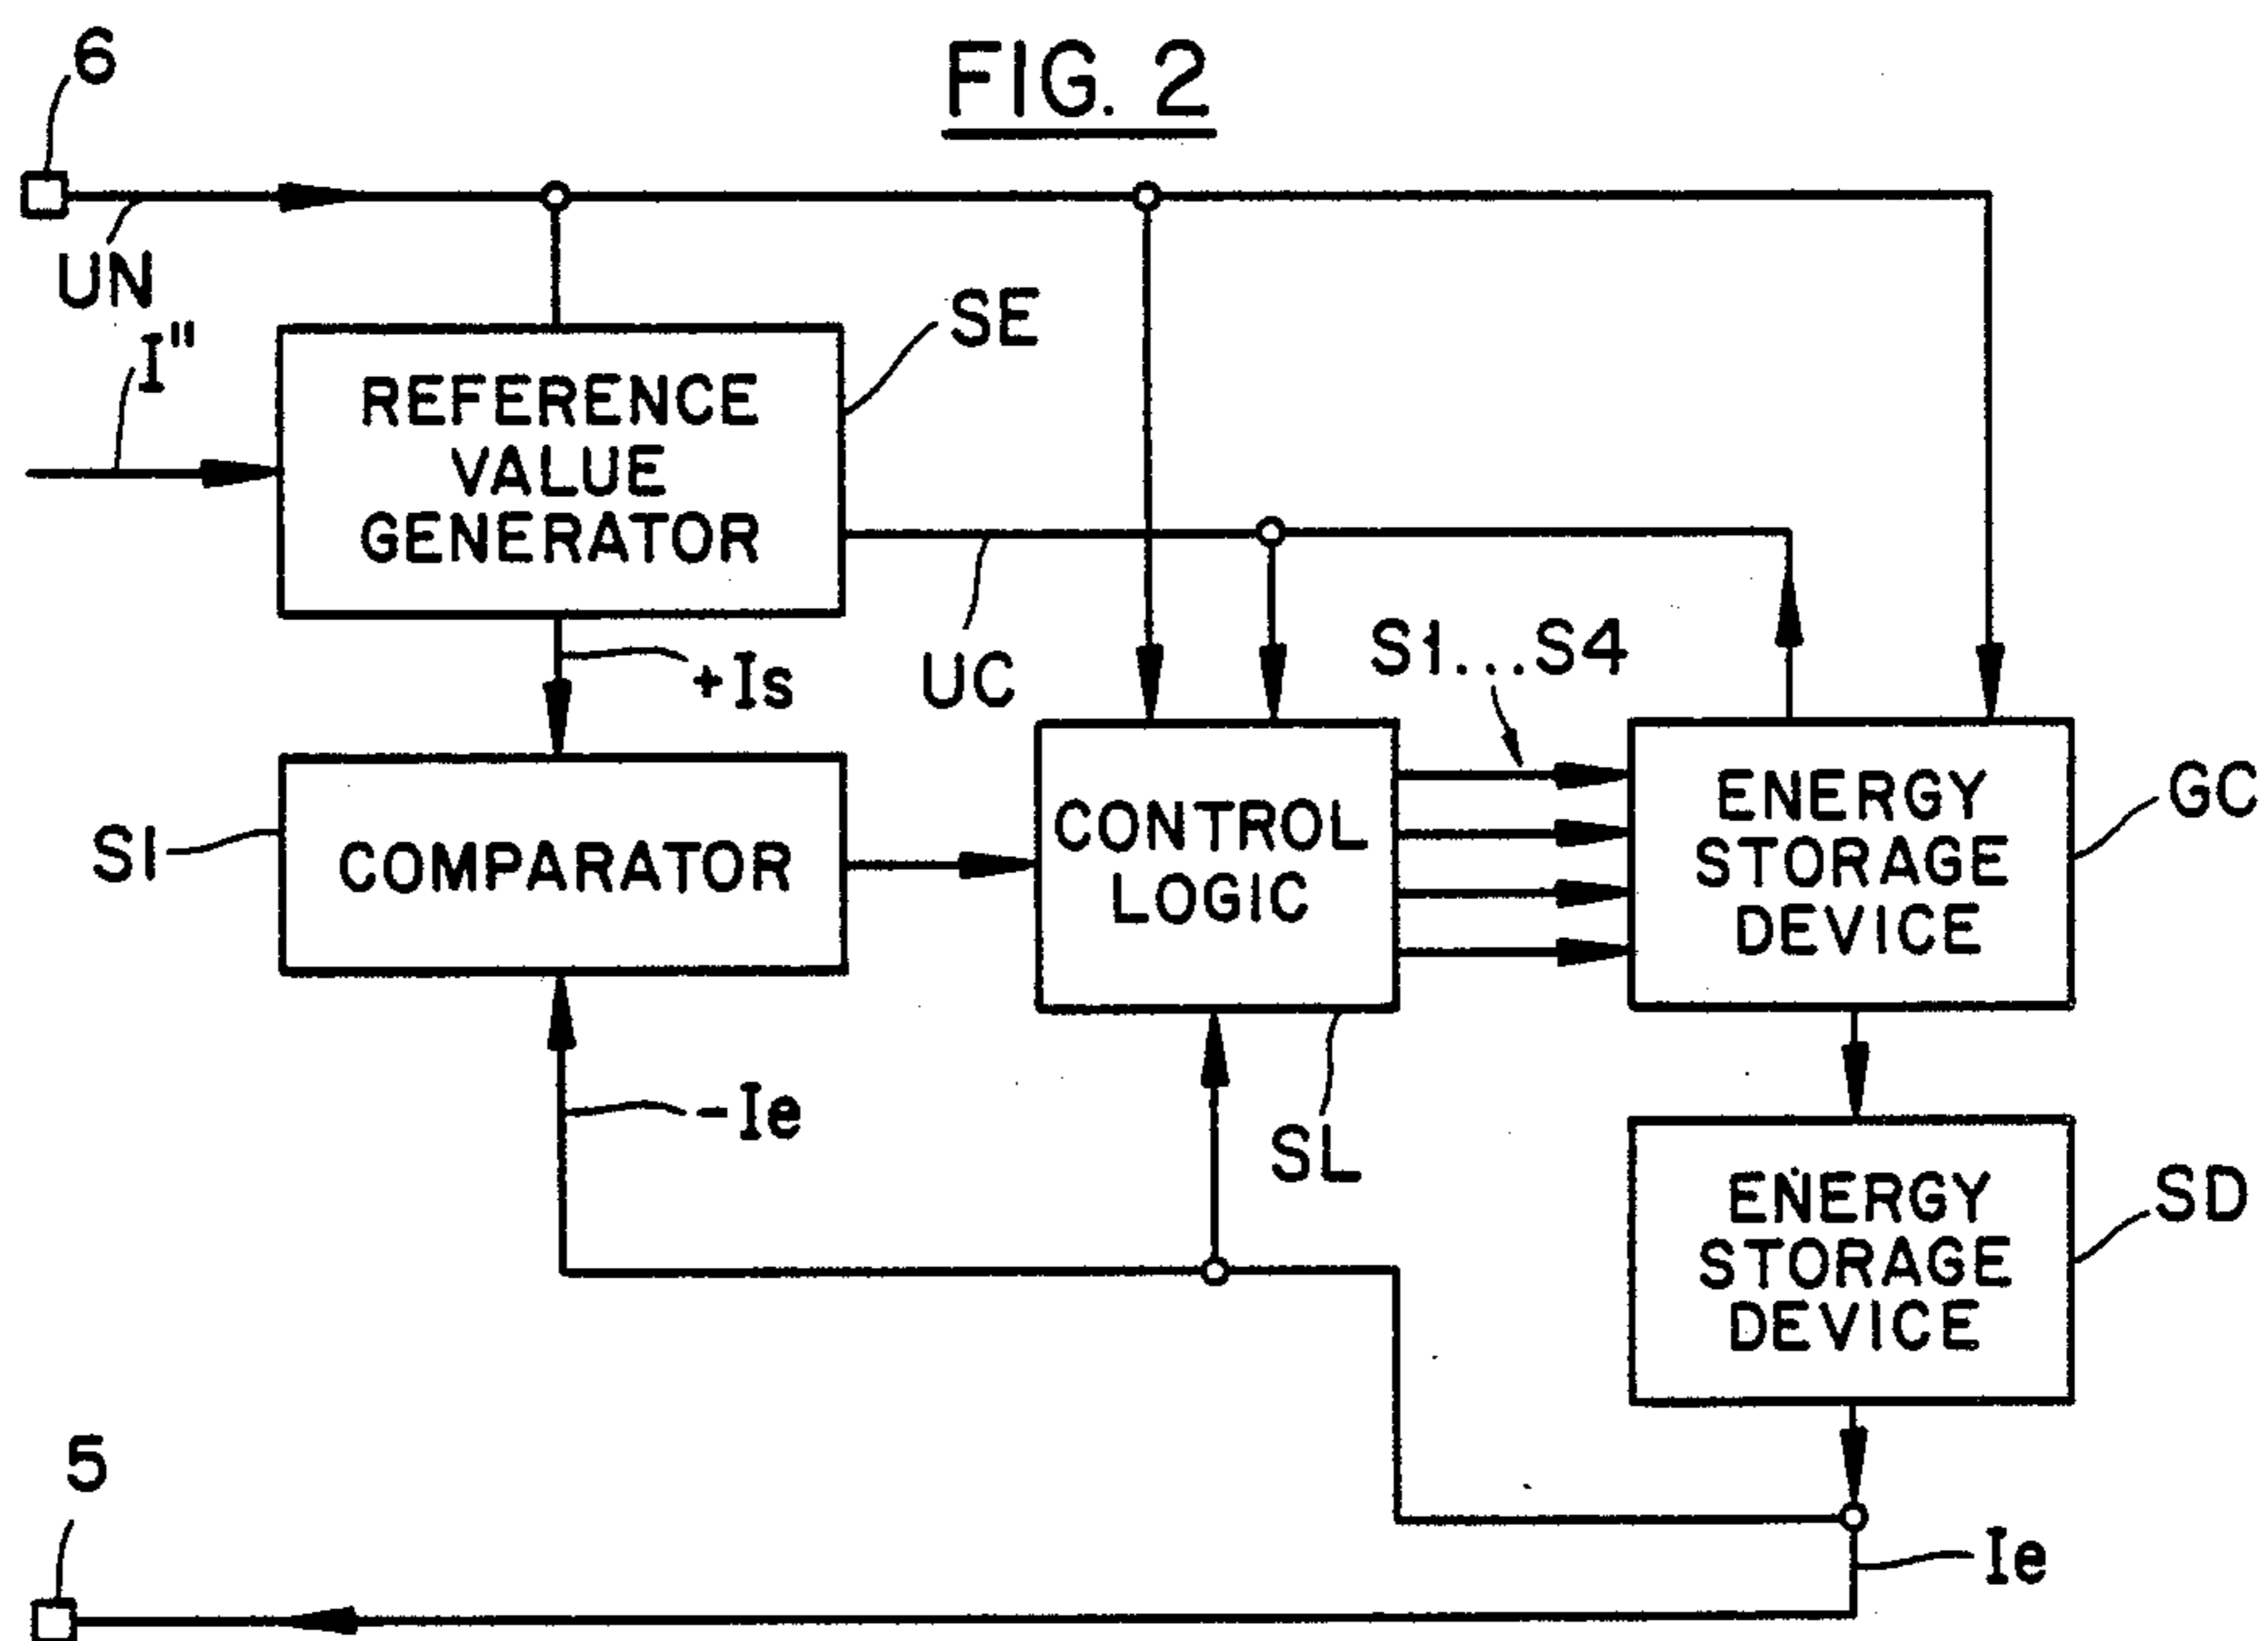 FIG. 2
6
UN
I"
SE
REFERENCE
VALUE
GENERATOR
+Is
UC
S1...S4
SI
COMPARATOR
CONTROL
LOGIC
ENERGY
STORAGE
DEVICE
GC
-Ie
SL
ENERGY
STORAGE
DEVICE
SD
5
Ie